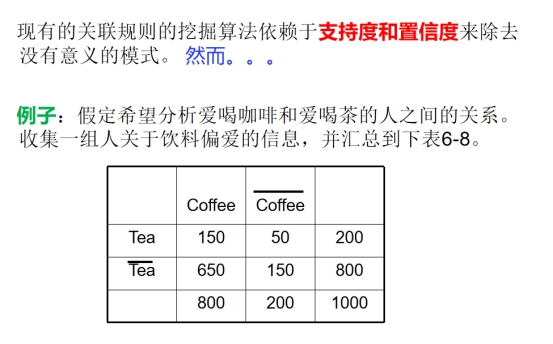 现有的关联规则的挖掘算法依赖于支持度和置信度来除去
没有意义的模式。 然而。。。
例子：假定希望分析爱喝咖啡和爱喝茶的人之间的关系。
收集一组人关于饮料偏爱的信息，并汇总到下表6-8。
Coffee Coffee
Tea 150 50 200
Tea 650 150 800
800 200 1000